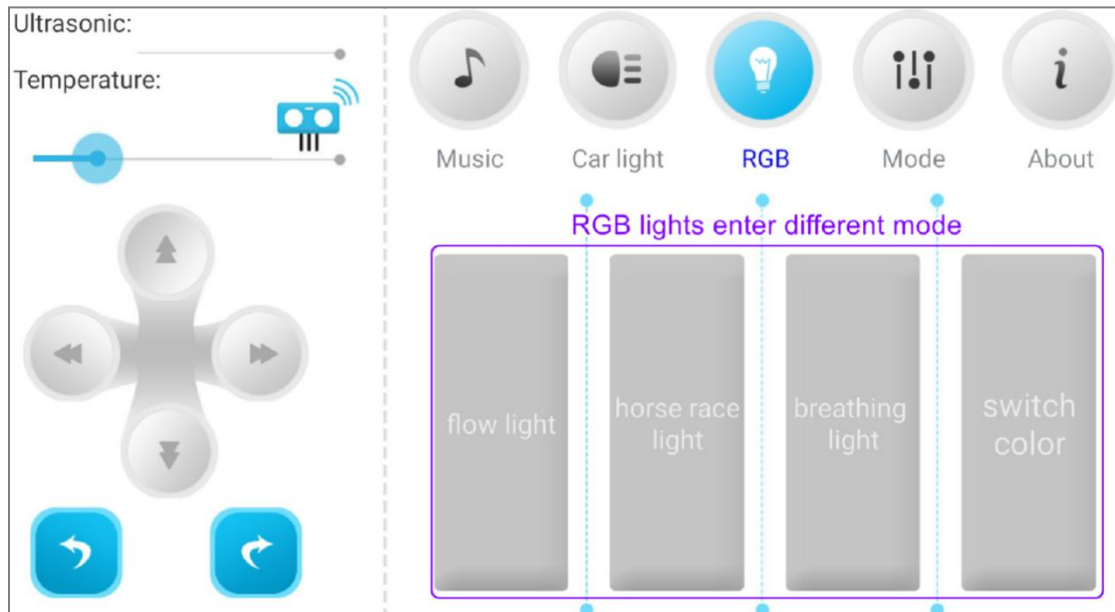 Ultrasonic:
Temperature:
Music
Car light
RGB
Mode
About
RGB lights enter different mode
flow light
horse race
light
breathing
light
switch
color